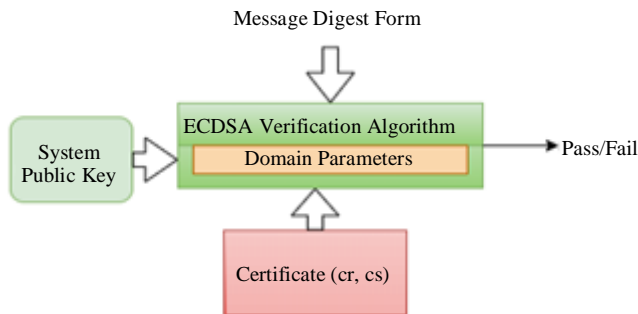 Message Digest Form
ECDSA Verification Algorithm
Domain Parameters
System
Public Key
Pass/Fail
Certificate (cr, cs)